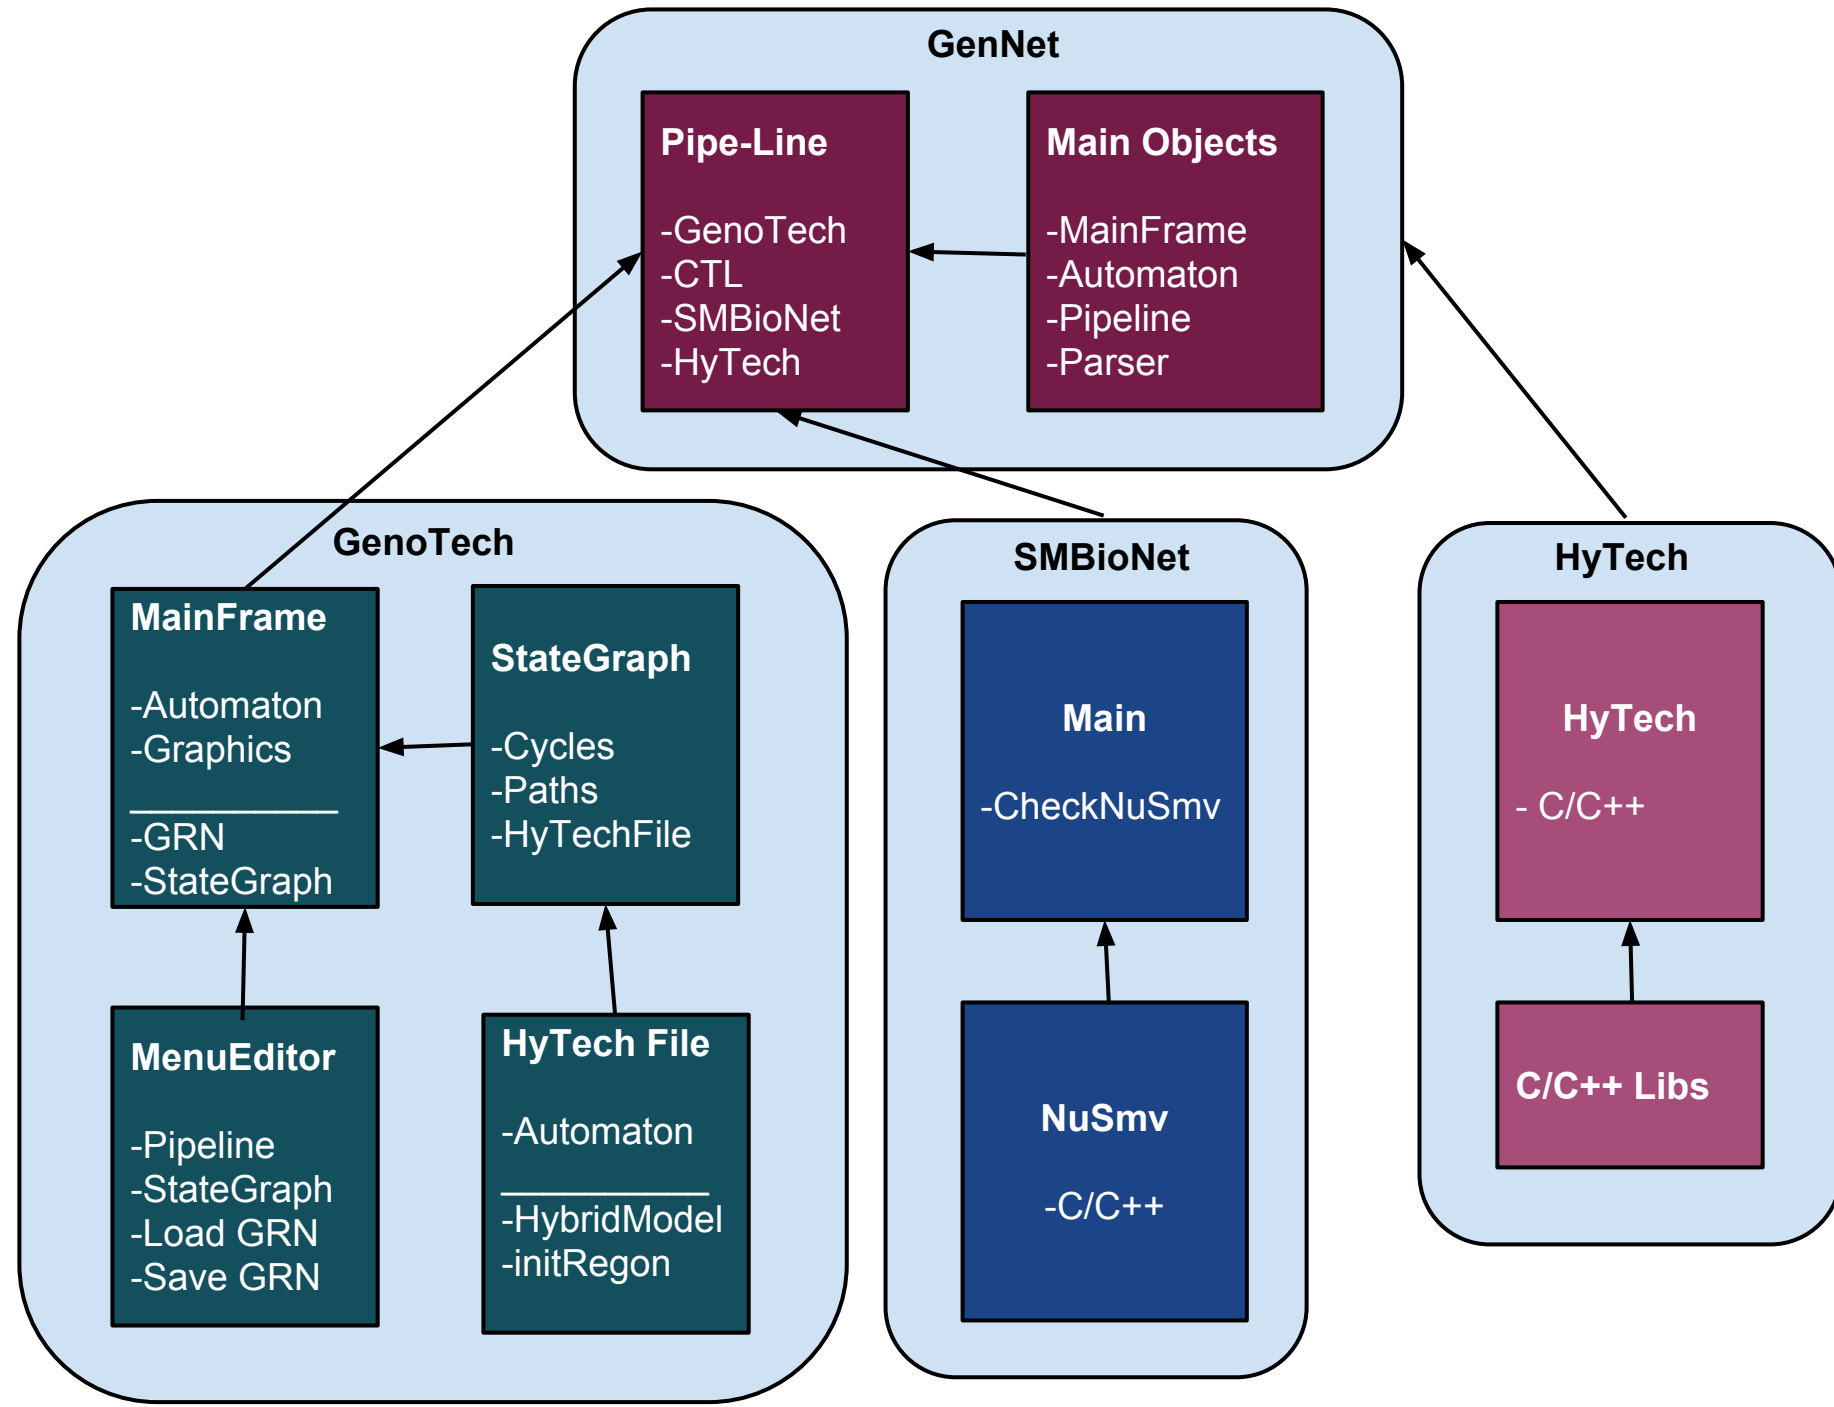 GenNet
Pipe-Line
-GenoTech
-CTL
-SMBioNet
-HyTech
Main Objects
-MainFrame
-Automaton
-Pipeline
-Parser
GenoTech
MainFrame
-Automaton
-Graphics
__________
-GRN
-StateGraph
StateGraph
-Cycles
-Paths
-HyTechFile
MenuEditor
-Pipeline
-StateGraph
-Load GRN
-Save GRN
HyTech File
-Automaton
__________
-HybridModel
-initRegon
SMBioNet
Main
-CheckNuSmv
NuSmv
-C/C++
HyTech
HyTech
- C/C++
C/C++ Libs